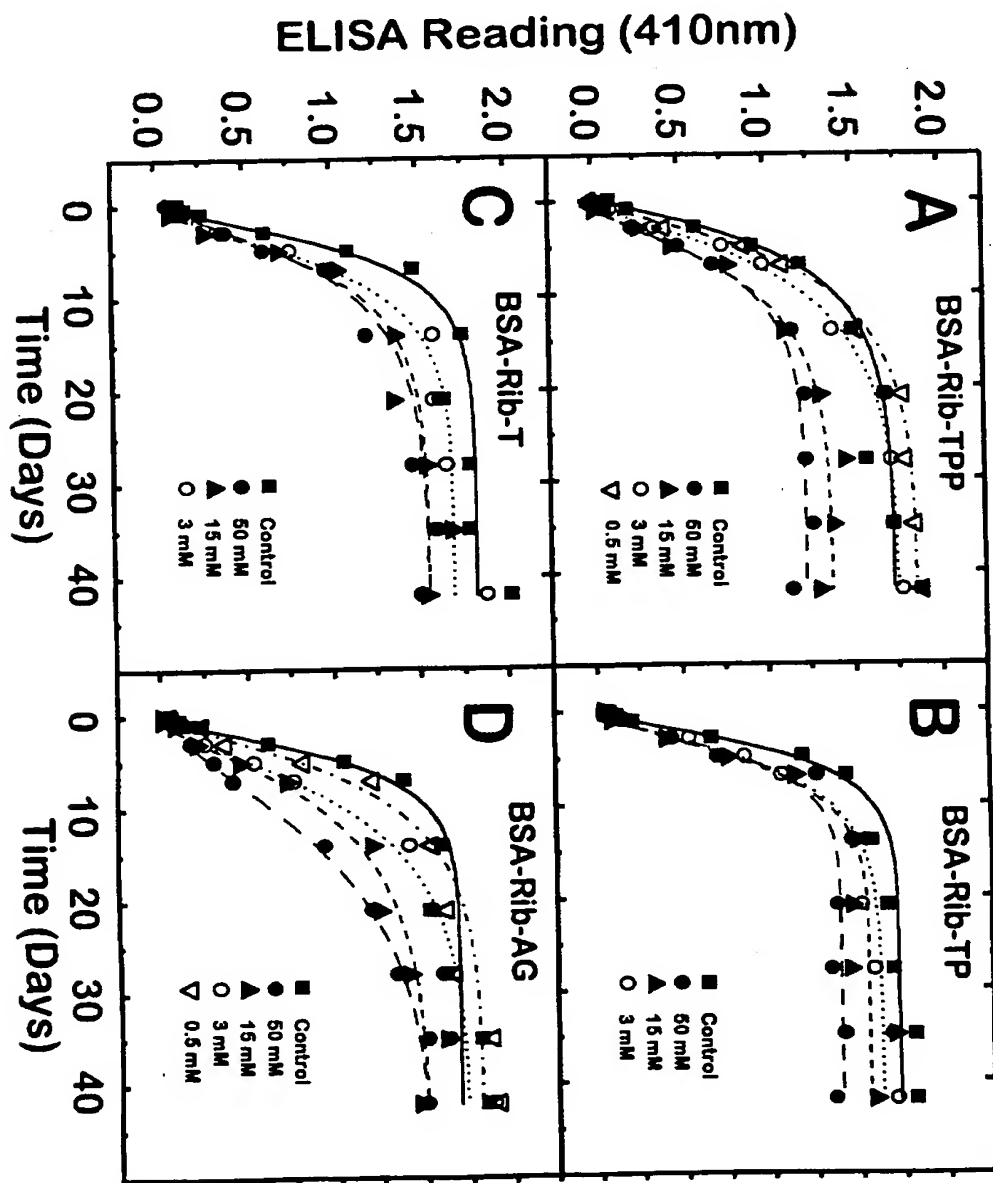 ELISA Reading (410nm)
0.0
0.5
1.0
1.5
2.0
A
BSA-Rib-TPP
Control
50 mM
15 mM
3 mM
0.5 mM
B
BSA-Rib-TP
Control
50 mM
15 mM
3 mM
0.0
0.5
1.0
1.5
2.0
C
BSA-Rib-T
Control
50 mM
15 mM
3 mM
0
10
20
30
40
Time (Days)
D
BSA-Rib-AG
Control
50 mM
15 mM
3 mM
0.5 mM
0
10
20
30
40
Time (Days)